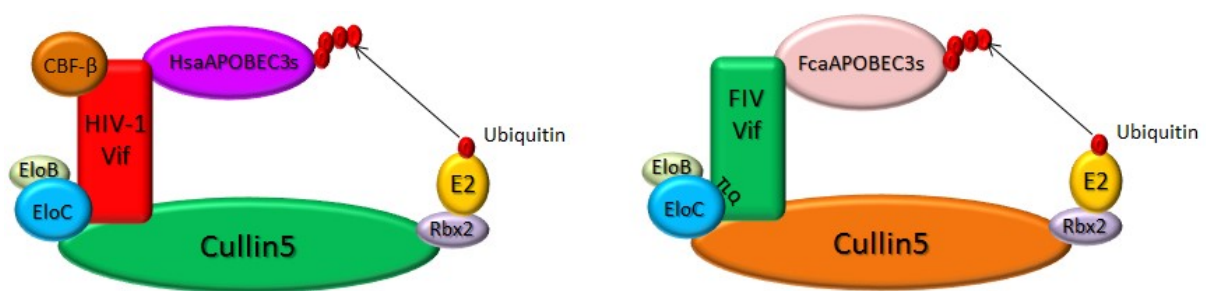 CBF-β
HsaAPOBEC3s
HIV-1
Vif
Ubiquitin
EloB
EloC
E2
Rbx2
Cullin5
FcaAPOBEC3s
FIV
Vif
Ubiquitin
EloB
EloC
TLQ
E2
Rbx2
Cullin5